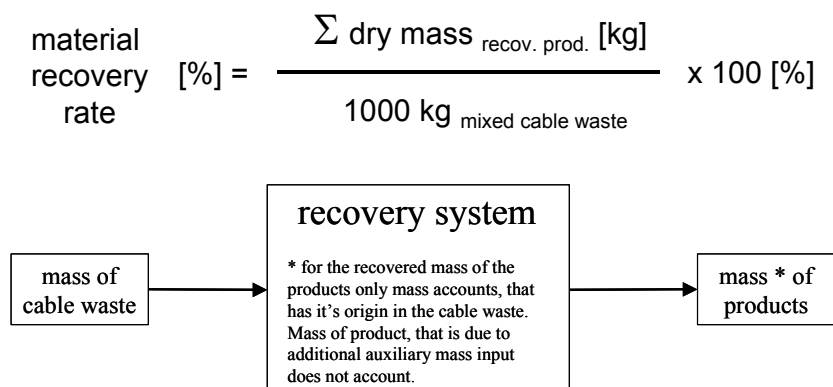 material
recovery
rate
[%] =
Σ dry mass recov. prod. [kg]
1000 kg mixed cable waste
x 100 [%]
mass of
cable waste
recovery system
* for the recovered mass of the
products only mass accounts, that
has it's origin in the cable waste.
Mass of product, that is due to
additional auxiliary mass input
does not account.
mass * of
products